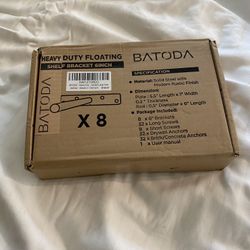 HEAVY DUTY FLOATING
SHELF BRACKET 6INCH
BATODA
X 8
BATODA
SPECIFICATION
• Material: Solid Steel with
Modern Plastic Finish
• Dimension:
Plate : 5.5" Length x 1" Width
0.2" Thickness
Rod : 0.5" Diameter x 6" Length
• Package Included:
8 x 6" Brackets
32 x Long Screws
8 x Short Screws
32 x Drywall Anchors
32 x Brick/Concrete Anchors
1 x User manual